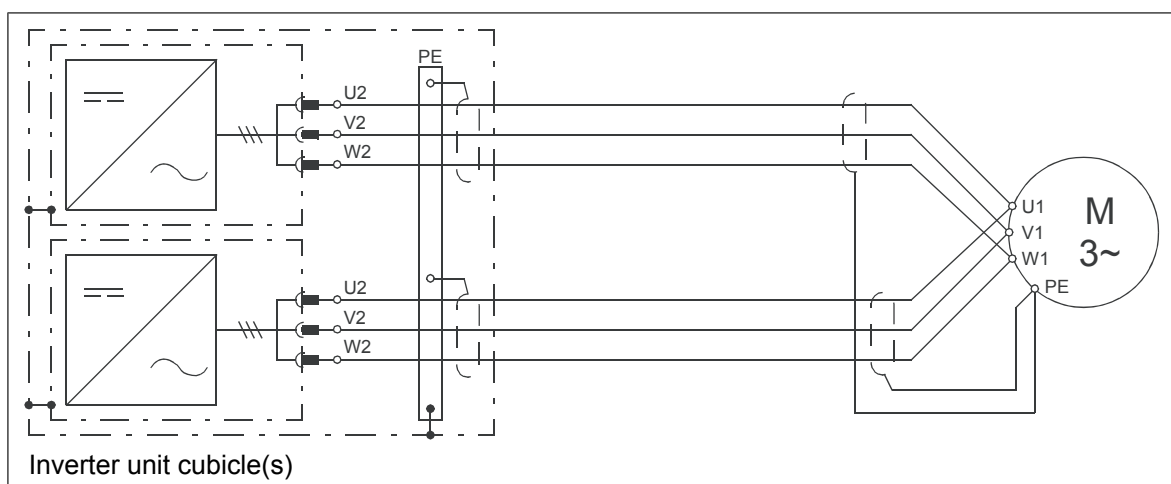 PE
U2
V2
W2
U1
V1
W1
PE
M
3~
U2
V2
W2
Inverter unit cubicle(s)